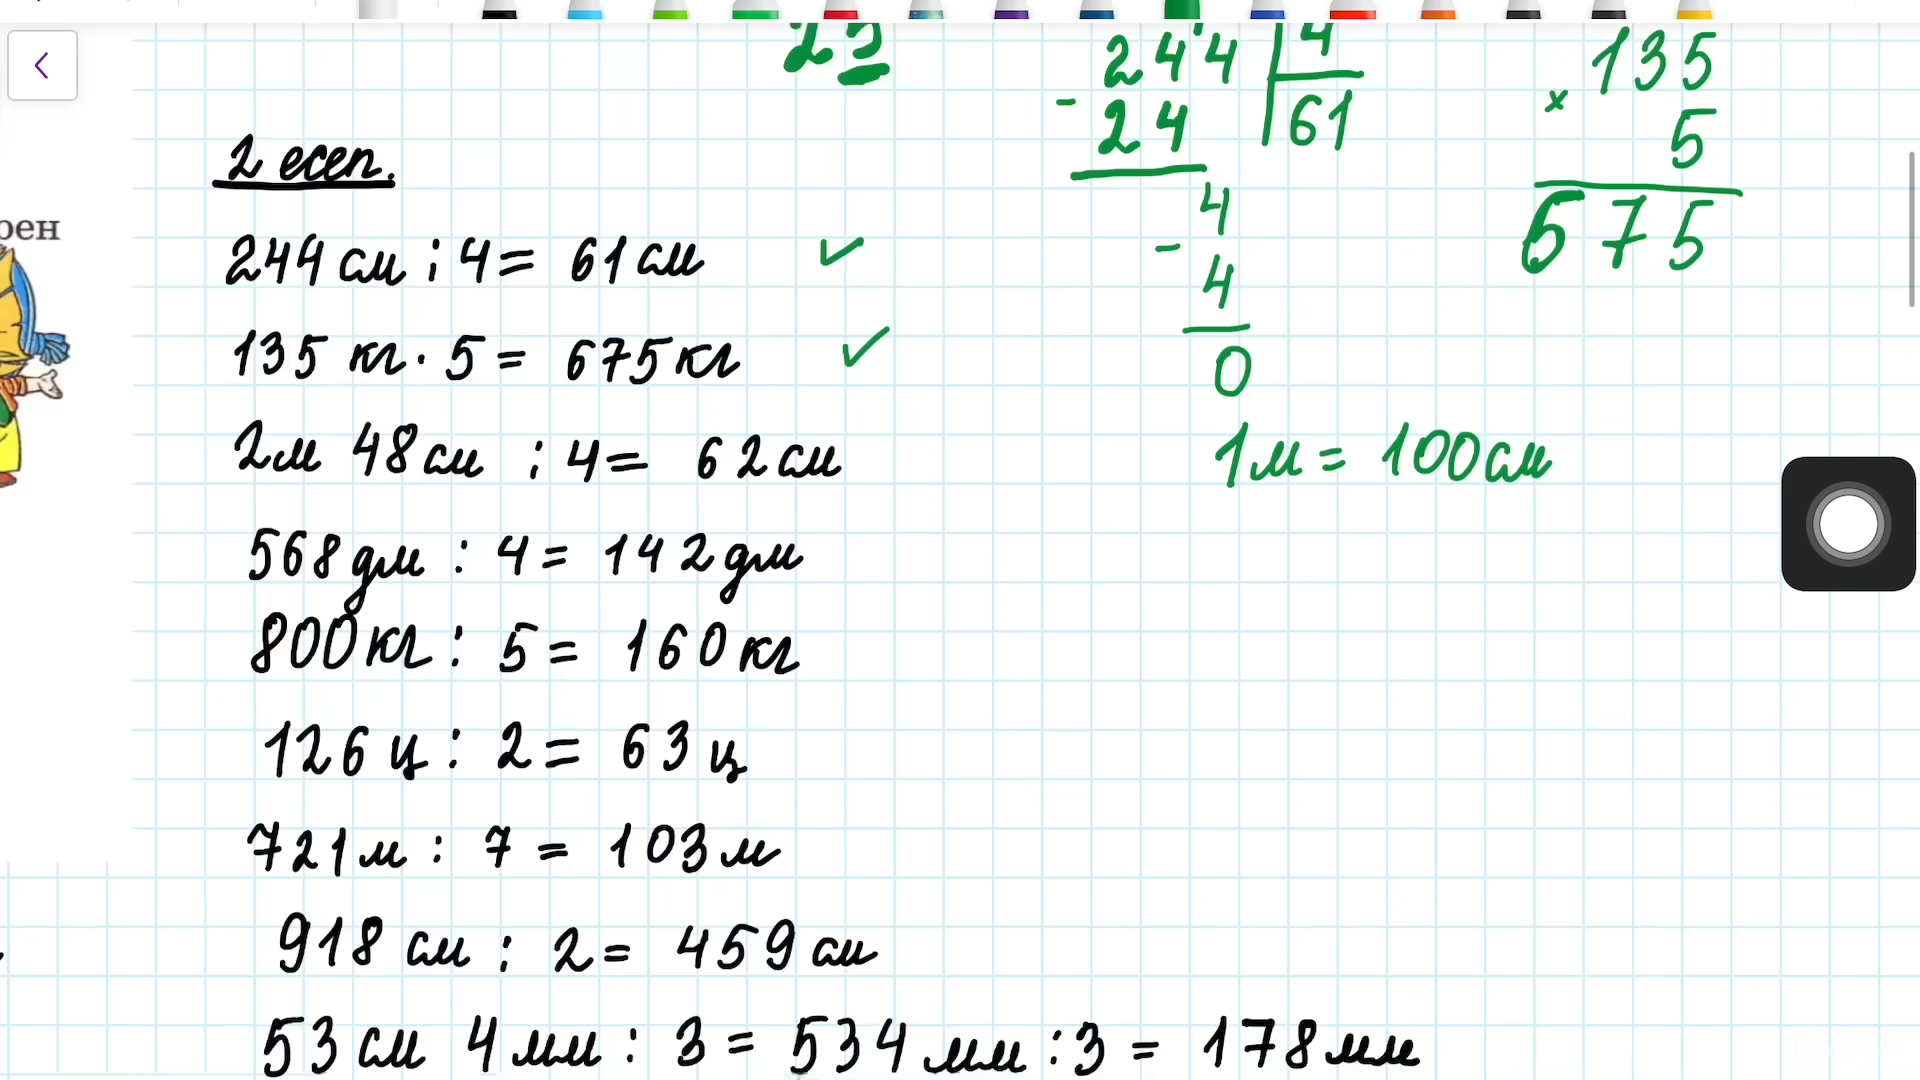 25
244 | 4
- 24 | 61
4
- 4
0
135
× 5
675
2 есеп.
рен
244 см : 4 = 61 см ✓
135 кг · 5 = 675 кг ✓
2м 48 см : 4 = 62 см
1м = 100 см
568 дм : 4 = 142 дм
800 кг : 5 = 160 кг
126 ц : 2 = 63 ц
721 м : 7 = 103 м
918 см : 2 = 459 см
53 см 4 мм : 3 = 534 мм : 3 = 178 мм